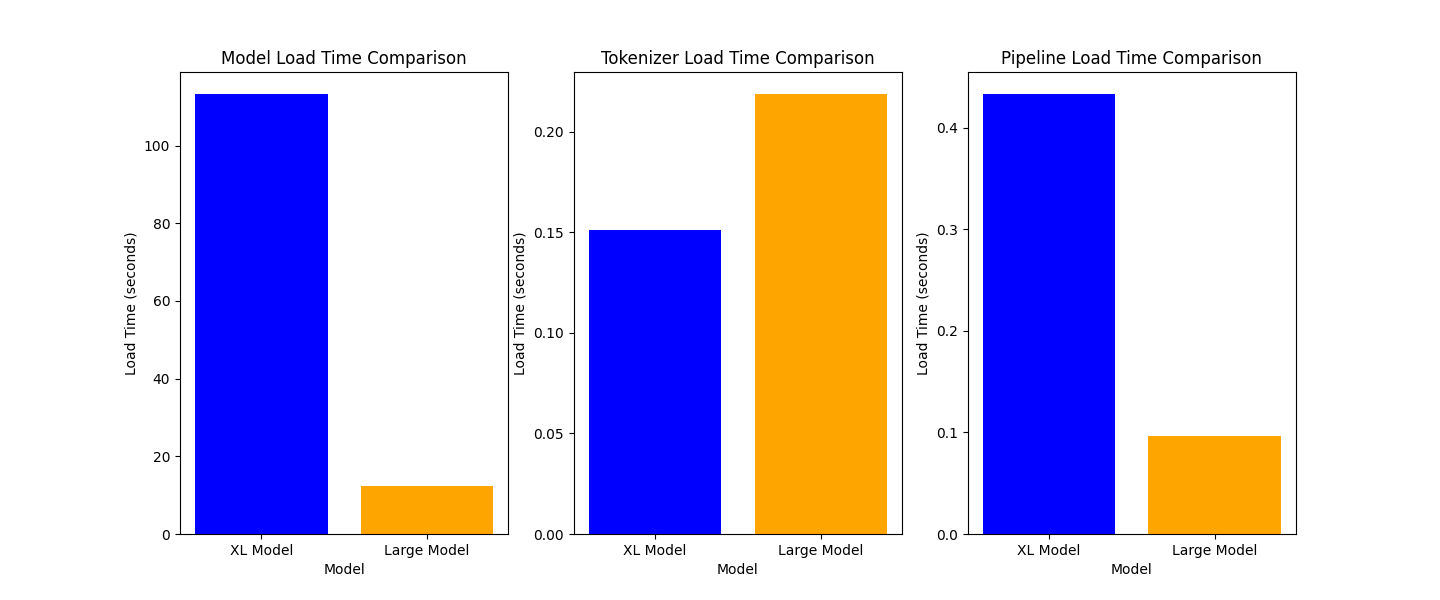 Model Load Time Comparison
Load Time (seconds)
100
80
60
40
20
0
XL Model
Large Model
Model
Tokenizer Load Time Comparison
Load Time (seconds)
0.20
0.15
0.10
0.05
0.00
XL Model
Large Model
Model
Pipeline Load Time Comparison
Load Time (seconds)
0.4
0.3
0.2
0.1
0.0
XL Model
Large Model
Model